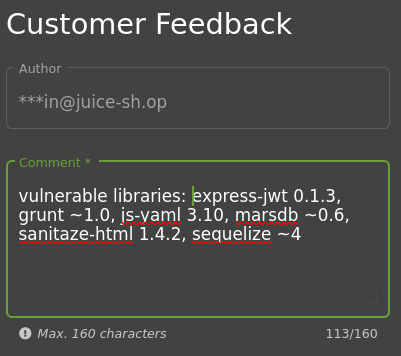 Customer Feedback
Author
***in@juice-sh.op
Comment *
vulnerable libraries: express-jwt 0.1.3,
grunt ~1.0, js-yaml 3.10, marsdb ~0.6,
sanitaze-html 1.4.2, sequelize ~4
Max. 160 characters 113/160